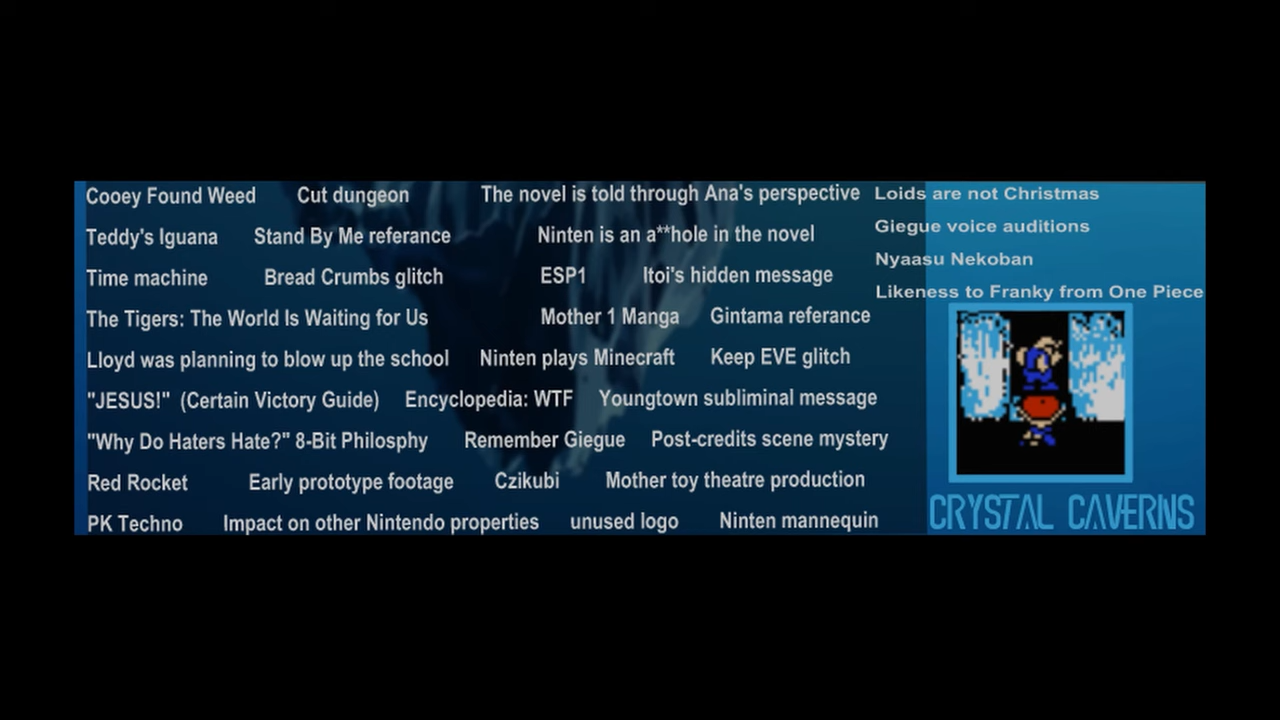 Cooey Found Weed Cut dungeon The novel is told through Ana's perspective Loids are not Christmas
Giegue voice auditions
Teddy's Iguana Stand By Me referance Ninten is an a**hole in the novel
Nyaasu Nekoban
Time machine Bread Crumbs glitch ESP1 Itoi's hidden message
Likeness to Franky from One Piece
The Tigers: The World Is Waiting for Us Mother 1 Manga Gintama referance
Lloyd was planning to blow up the school Ninten plays Minecraft Keep EVE glitch
"JESUS!" (Certain Victory Guide) Encyclopedia: WTF Youngtown subliminal message
"Why Do Haters Hate?" 8-Bit Philosphy Remember Giegue Post-credits scene mystery
Red Rocket Early prototype footage Czikubi Mother toy theatre production
PK Techno Impact on other Nintendo properties unused logo Ninten mannequin
CRYSTAL CAVERNS